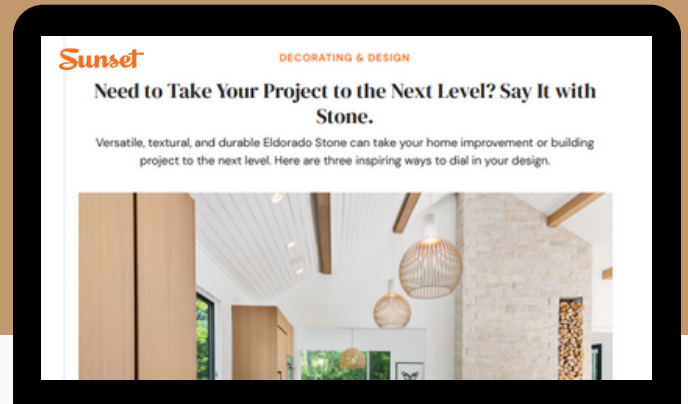 Sunset
DECORATING & DESIGN
Need to Take Your Project to the Next Level? Say It with
Stone.
Versatile, textural, and durable Eldorado Stone can take your home improvement or building
project to the next level. Here are three inspiring ways to dial in your design.